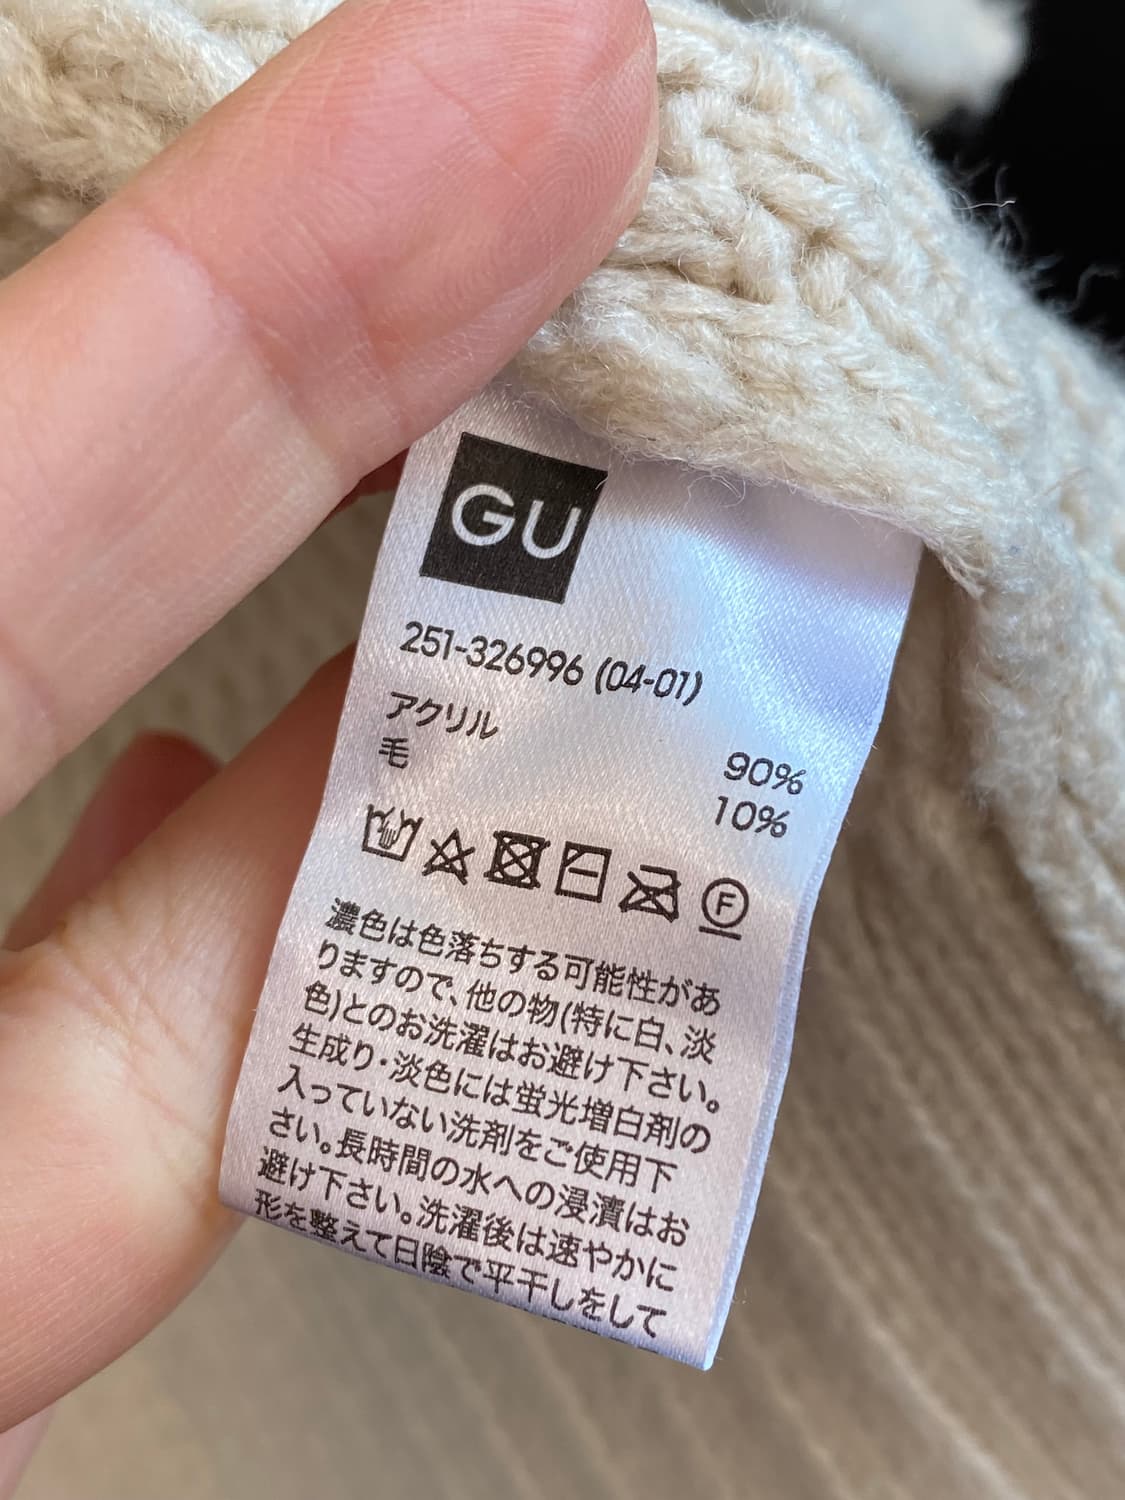 GU
251-326996 (04-01)
アクリル 90%
毛 10%
F
濃色は色落ちする可能性があ
りますので、他の物(特に白、淡
色)とのお洗濯はお避け下さい。
生成り・淡色には蛍光増白剤の
入っていない洗剤をご使用下
さい。長時間の水への浸漬はお
避け下さい。洗濯後は速やかに
形を整えて日陰で平干しをして